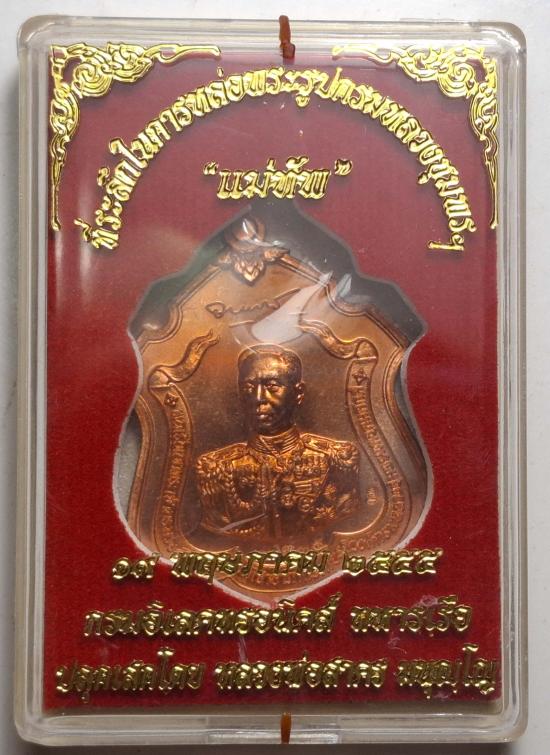 ที่ระลึกในการหล่อพระรูปกรมหลวงชุมพรฯ
"แม่ทัพ"
๑๙ พฤษภาคม ๒๕๕๕
กรมอิเลคทรอนิคส์ ทหารเรือ
ปลุกเสกโดย หลวงพ่อสาคร มนุญฺโญ